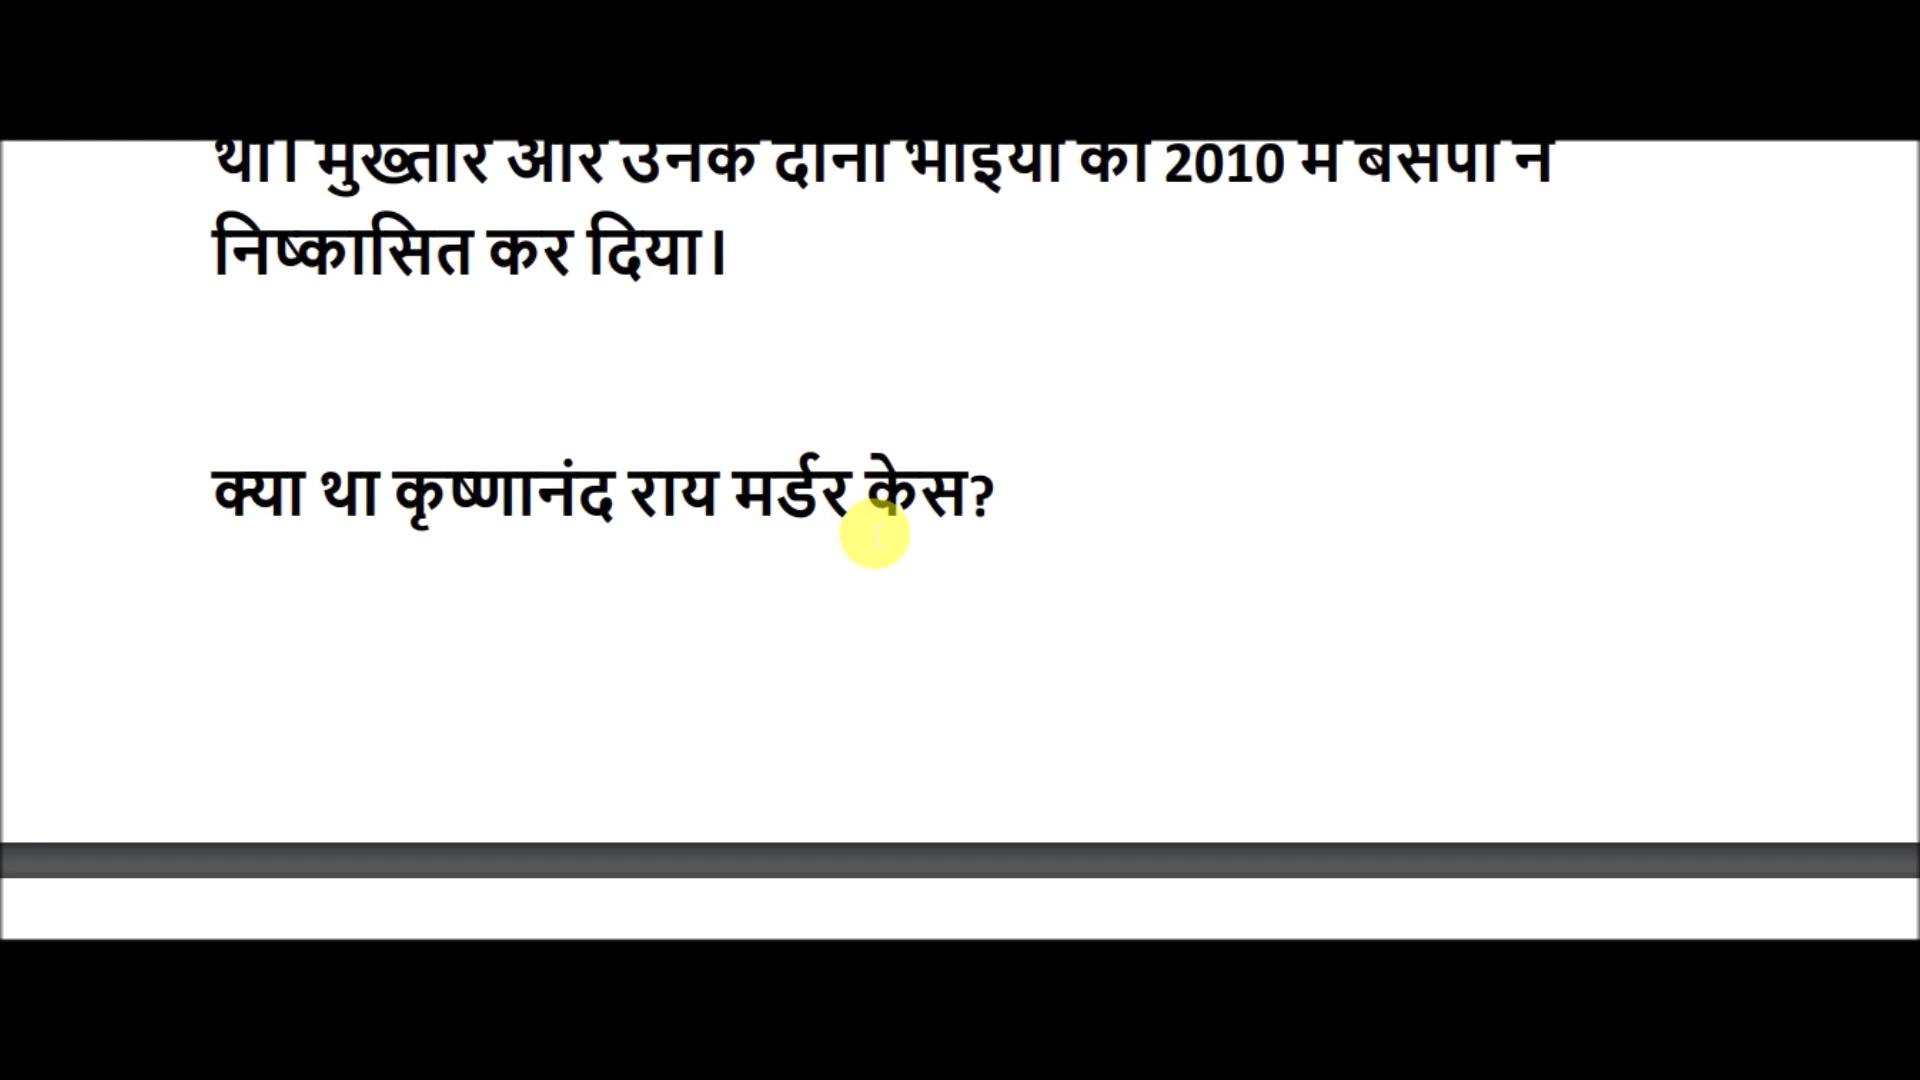 था। मुख्तार और उनके दोनों भाइयों को 2010 में बसपा ने
निष्कासित कर दिया।
क्या था कृष्णानंद राय मर्डर केस?